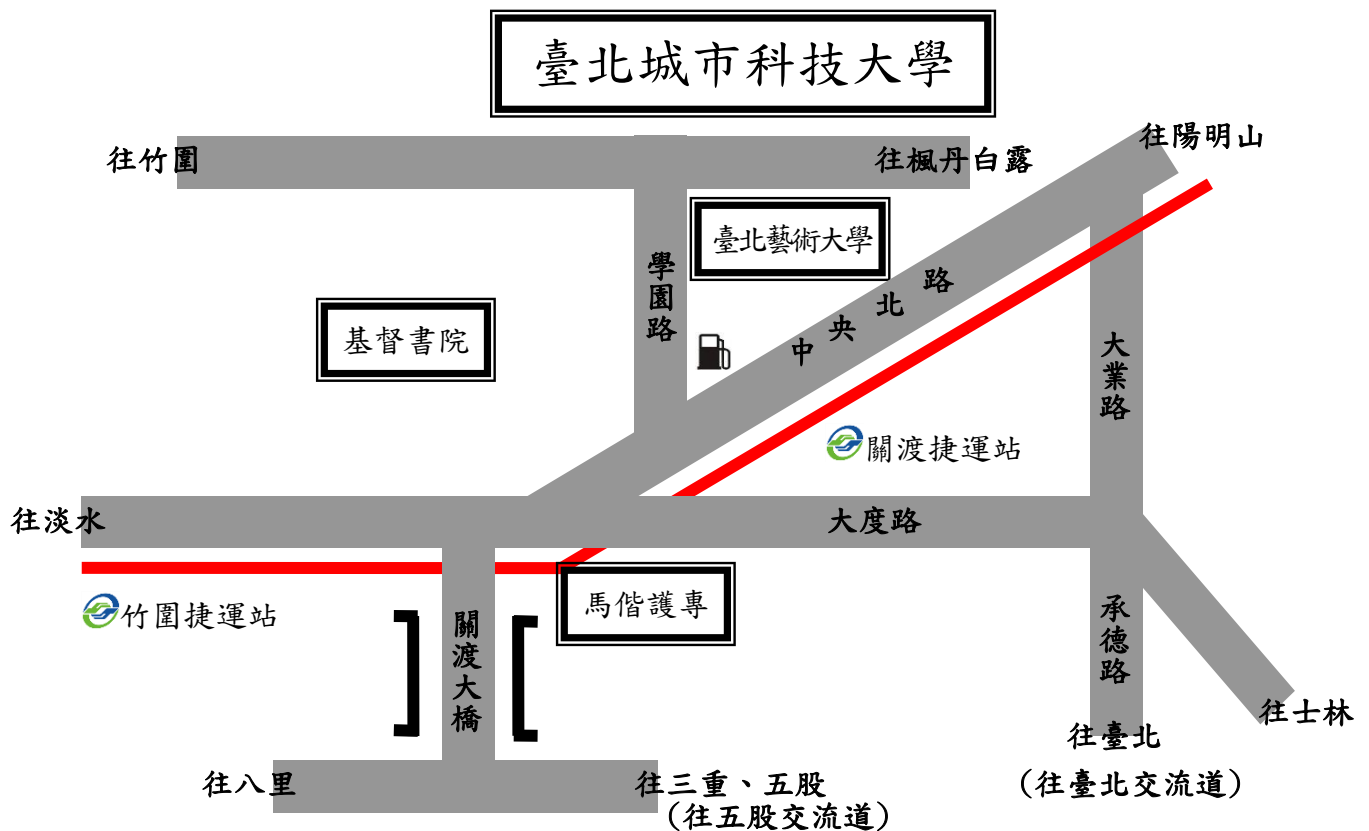 臺北城市科技大學
往陽明山
往竹圍
往楓丹白露
臺北藝術大學
學園路
中央北路
基督書院
大業路
關渡捷運站
往淡水
大度路
竹圍捷運站
馬偕護專
關渡大橋
承德路
往士林
往臺北
(往臺北交流道)
往八里
往三重、五股
(往五股交流道)